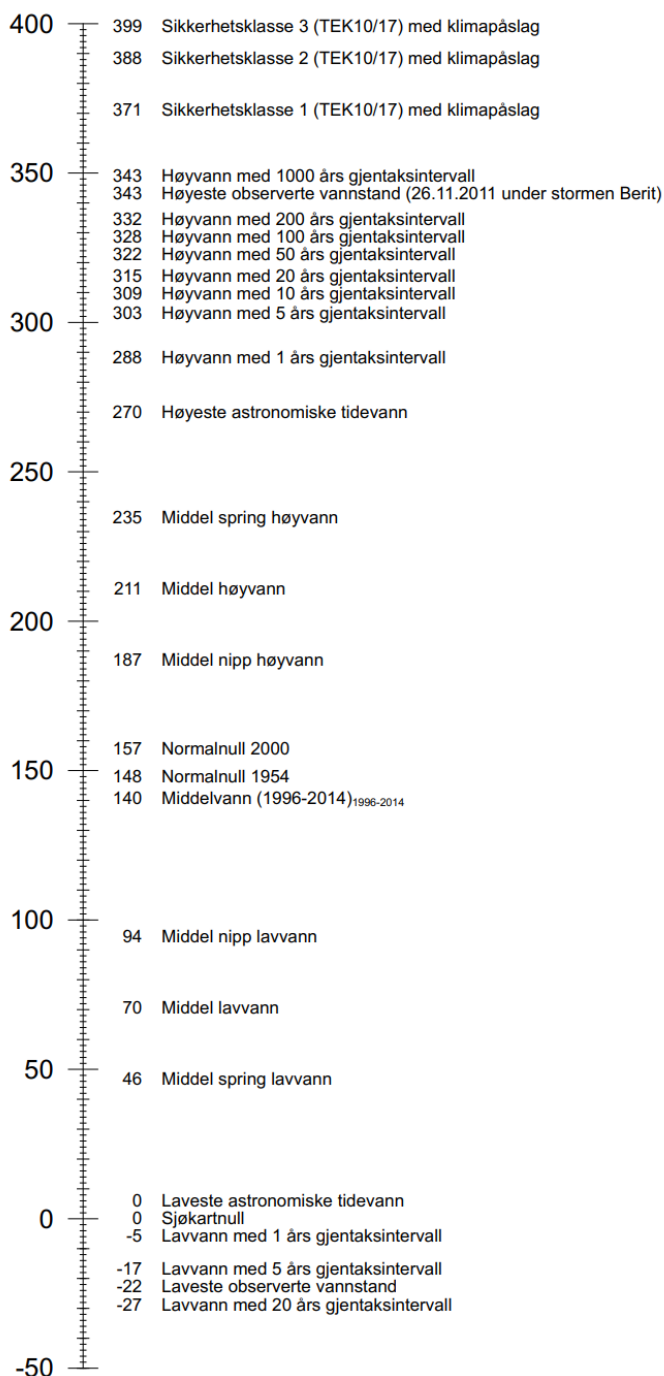 400
399 Sikkerhetsklasse 3 (TEK10/17) med klimapåslag
388 Sikkerhetsklasse 2 (TEK10/17) med klimapåslag
371 Sikkerhetsklasse 1 (TEK10/17) med klimapåslag
350
343 Høyvann med 1000 års gjentaksintervall
343 Høyeste observerte vannstand (26.11.2011 under stormen Berit)
332 Høyvann med 200 års gjentaksintervall
328 Høyvann med 100 års gjentaksintervall
322 Høyvann med 50 års gjentaksintervall
315 Høyvann med 20 års gjentaksintervall
309 Høyvann med 10 års gjentaksintervall
303 Høyvann med 5 års gjentaksintervall
300
288 Høyvann med 1 års gjentaksintervall
270 Høyeste astronomiske tidevann
250
235 Middel spring høyvann
211 Middel høyvann
200
187 Middel nipp høyvann
157 Normalnull 2000
150
148 Normalnull 1954
140 Middelvann (1996-2014)1996-2014
100
94 Middel nipp lavvann
70 Middel lavvann
50
46 Middel spring lavvann
0 Laveste astronomiske tidevann
0
0 Sjøkartnull
-5 Lavvann med 1 års gjentaksintervall
-17 Lavvann med 5 års gjentaksintervall
-22 Laveste observerte vannstand
-27 Lavvann med 20 års gjentaksintervall
-50